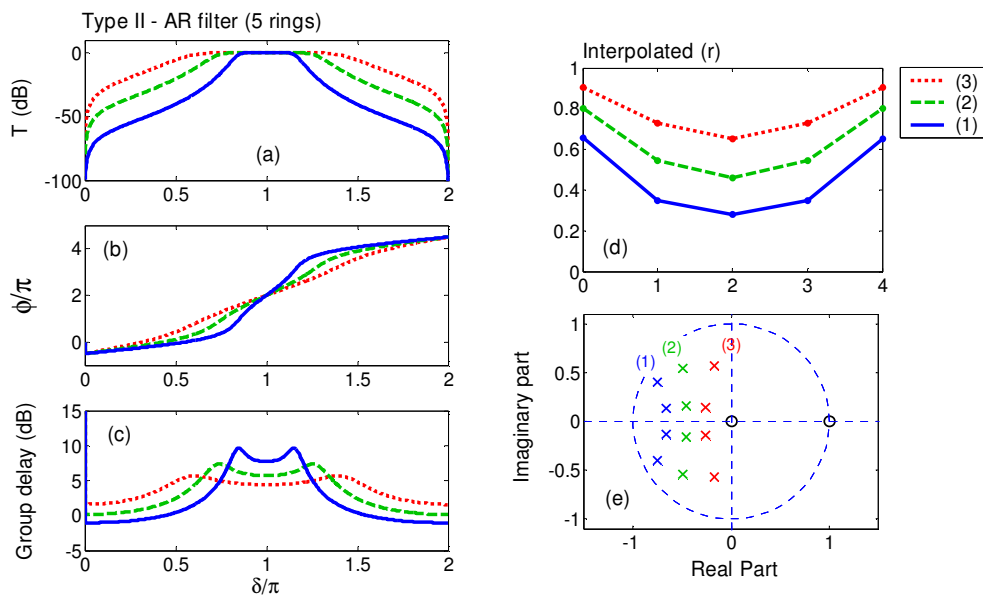 Type II - AR filter (5 rings)
T (dB)
0
-50
-100
(a)
0 0.5 1 1.5 2
ϕ/π
4
2
0
(b)
0 0.5 1 1.5 2
Group delay (dB)
15
10
5
0
-5
(c)
0 0.5 1 1.5 2
δ/π
Interpolated (r)
1
0.8
0.6
0.4
0.2
0
(d)
0 1 2 3 4
(3)
(2)
(1)
Imaginary part
1
0.5
0
-0.5
-1
(1) (2) (3)
(e)
-1 0 1
Real Part